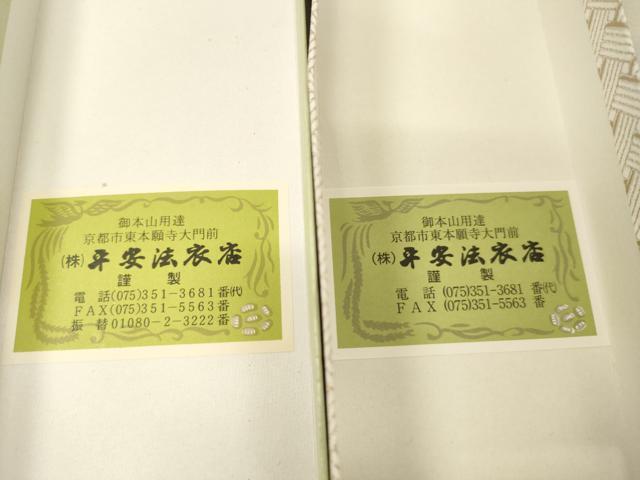 御本山用達
京都市東本願寺大門前
(株)平安法衣店
謹製
電話(075)351-3681番(代)
FAX(075)351-5563番
振替01080-2-3222番
御本山用達
京都市東本願寺大門前
(株)平安法衣店
謹製
電話(075)351-3681番(代)
FAX(075)351-5563番